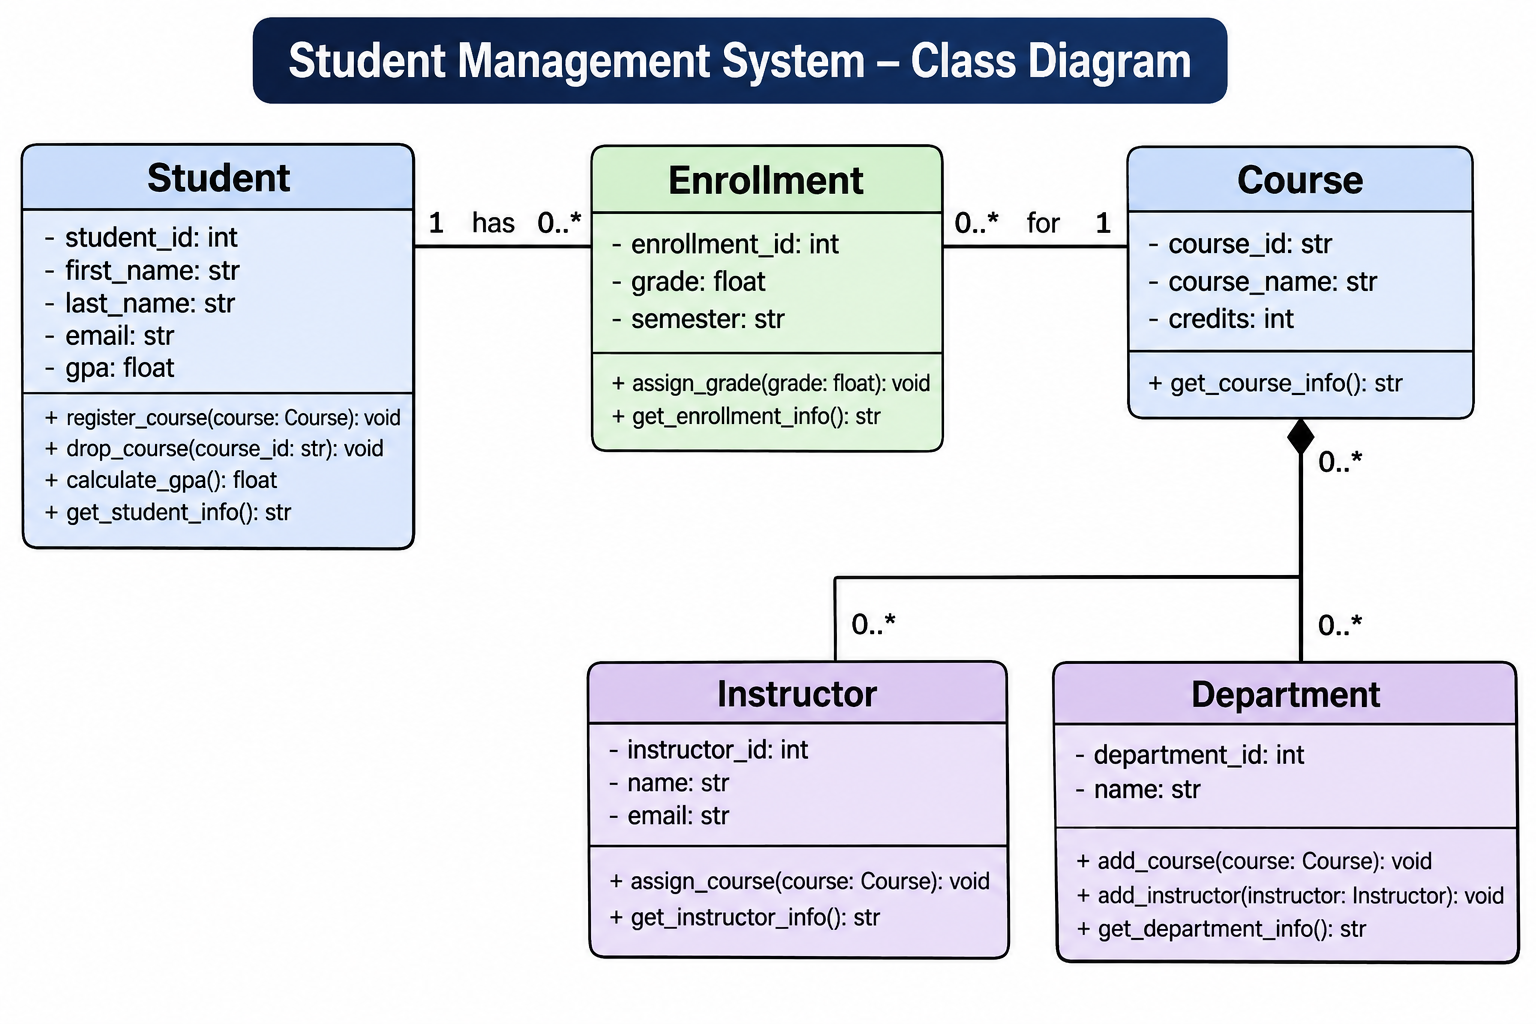 Student Management System – Class Diagram
Student
- student_id: int
- first_name: str
- last_name: str
- email: str
- gpa: float
+ register_course(course: Course): void
+ drop_course(course_id: str): void
+ calculate_gpa(): float
+ get_student_info(): str
1 has 0..*
Enrollment
- enrollment_id: int
- grade: float
- semester: str
+ assign_grade(grade: float): void
+ get_enrollment_info(): str
0..* for 1
Course
- course_id: str
- course_name: str
- credits: int
+ get_course_info(): str
0..*
0..*
0..*
Instructor
- instructor_id: int
- name: str
- email: str
+ assign_course(course: Course): void
+ get_instructor_info(): str
Department
- department_id: int
- name: str
+ add_course(course: Course): void
+ add_instructor(instructor: Instructor): void
+ get_department_info(): str